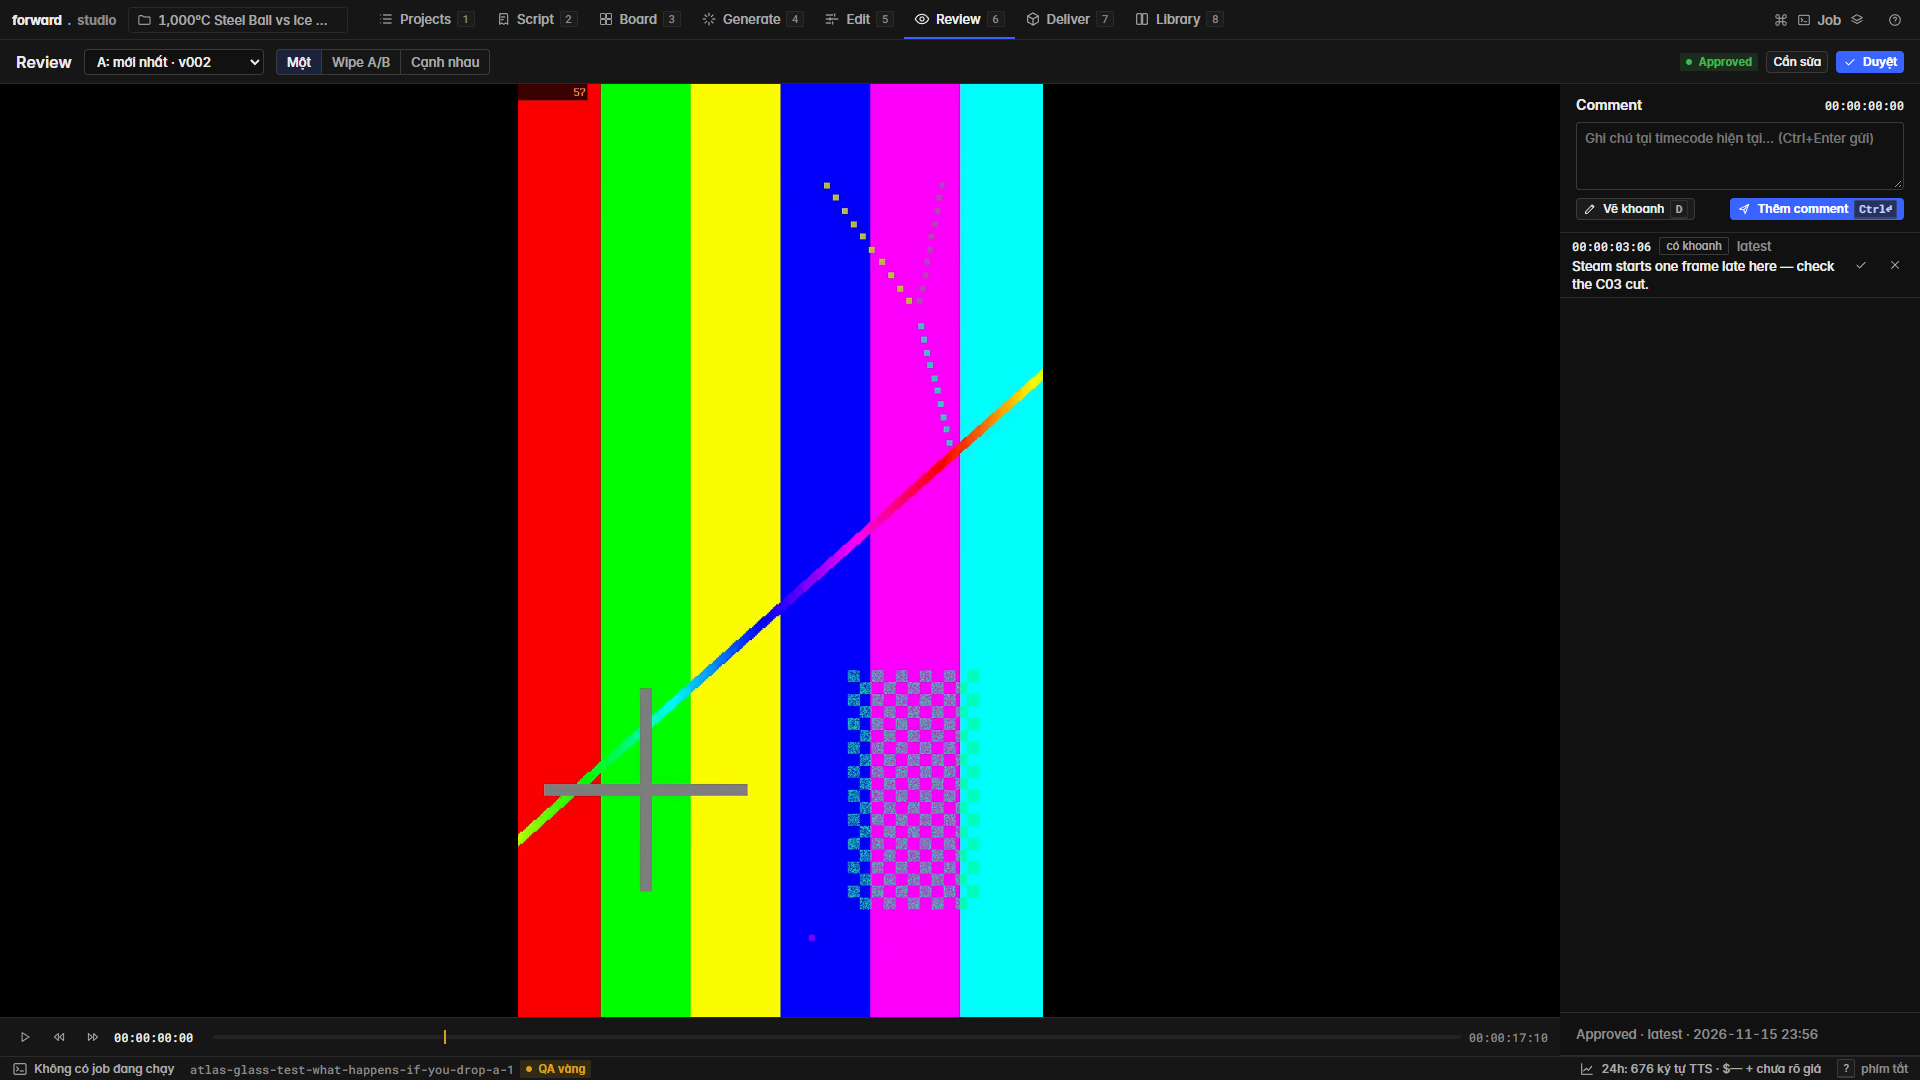 forward . studio
1,000°C Steel Ball vs Ice ...
Projects 1
Script 2
Board 3
Generate 4
Edit 5
Review 6
Deliver 7
Library 8
Job
Review
A: mới nhất · v002
Một
Wipe A/B
Cạnh nhau
Approved
Cần sửa
Duyệt
57
Comment
00:00:00:00
Ghi chú tại timecode hiện tại... (Ctrl+Enter gửi)
Vẽ khoanh D
Thêm comment Ctrl↵
00:00:03:06 có khoanh latest
Steam starts one frame late here — check
the C03 cut.
00:00:00:00
00:00:17:10
Approved · latest · 2026-11-15 23:56
Không có job đang chạy
atlas-glass-test-what-happens-if-you-drop-a-1
QA vàng
24h: 676 ký tự TTS · $— + chưa rõ giá
? phím tắt